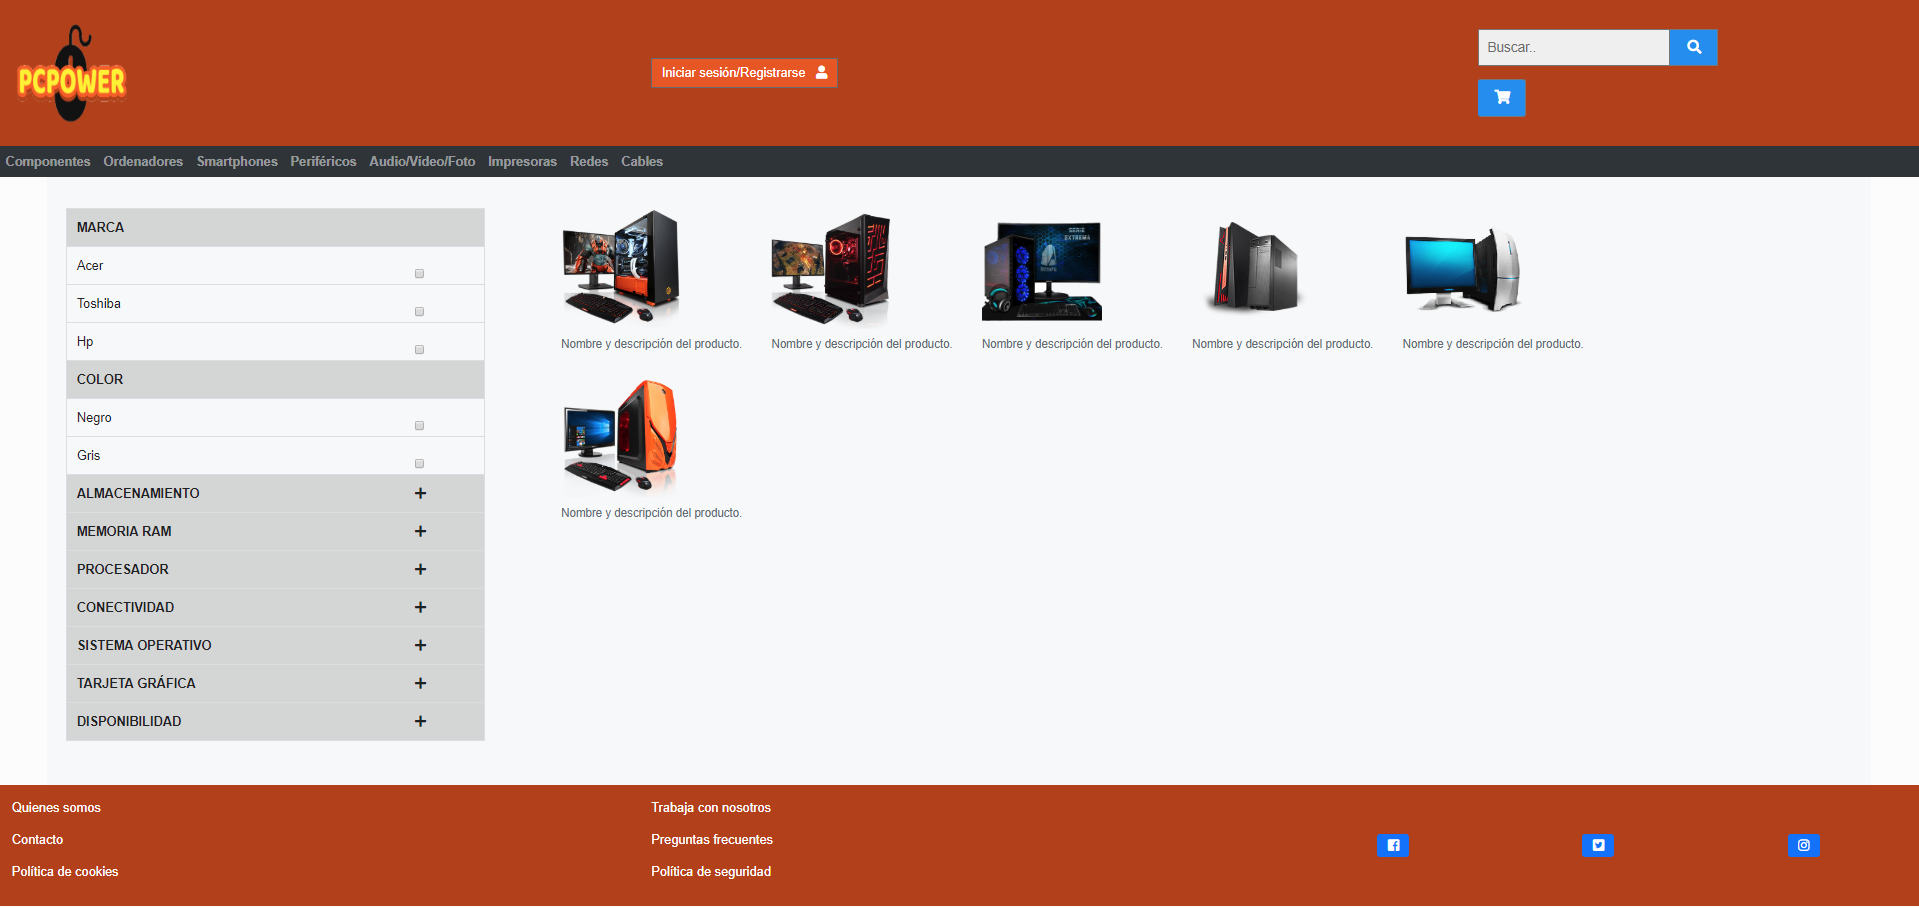 PCPOWER
Iniciar sesión/Registrarse
Buscar..
Componentes Ordenadores Smartphones Periféricos Audio/Vídeo/Foto Impresoras Redes Cables
MARCA
Acer
Toshiba
Hp
COLOR
Negro
Gris
ALMACENAMIENTO
MEMORIA RAM
PROCESADOR
CONECTIVIDAD
SISTEMA OPERATIVO
TARJETA GRÁFICA
DISPONIBILIDAD
SERIE
EXTREMA
Nombre y descripción del producto. Nombre y descripción del producto. Nombre y descripción del producto. Nombre y descripción del producto. Nombre y descripción del producto.
Nombre y descripción del producto.
Quienes somos
Contacto
Política de cookies
Trabaja con nosotros
Preguntas frecuentes
Política de seguridad